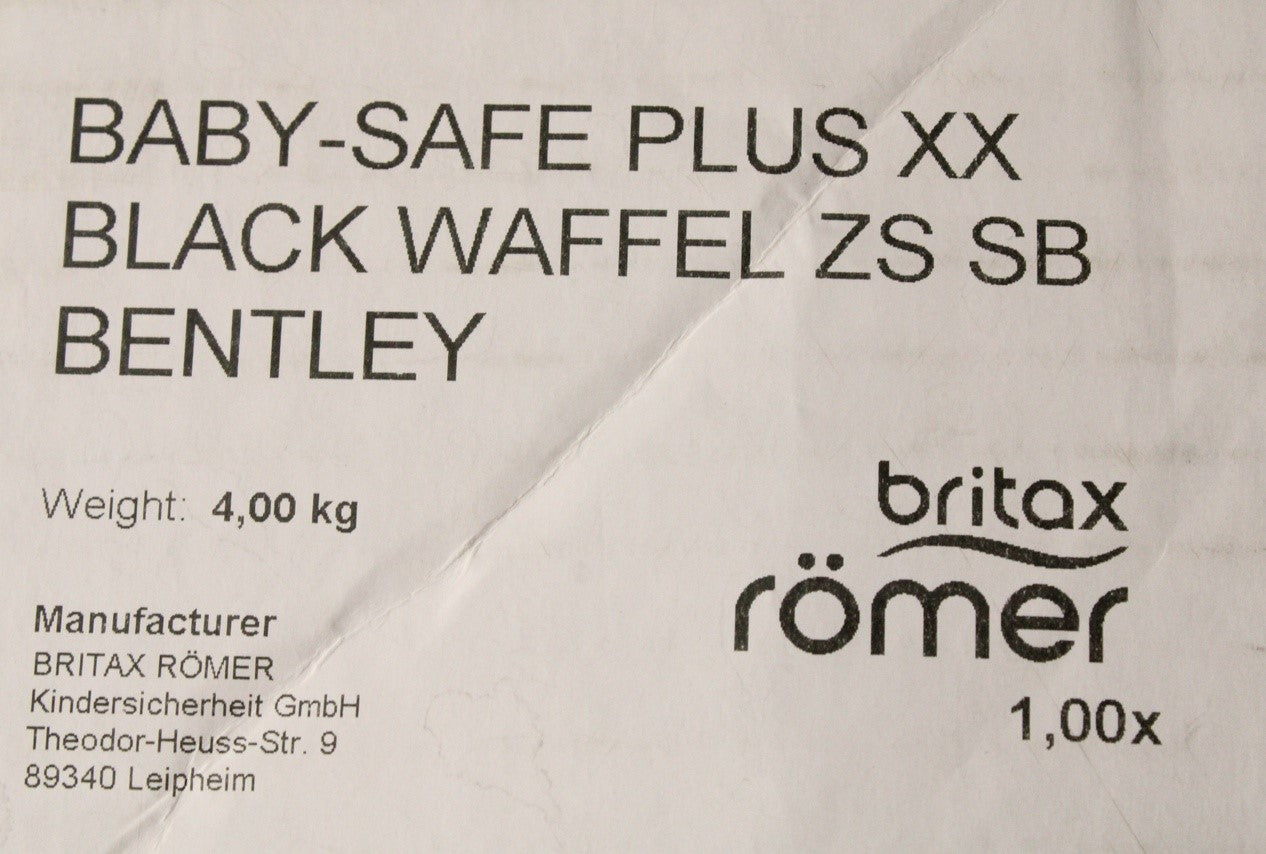 BABY-SAFE PLUS XX
BLACK WAFFEL ZS SB
BENTLEY
Weight: 4,00 kg
britax
römer
1,00x
Manufacturer
BRITAX RÖMER
Kindersicherheit GmbH
Theodor-Heuss-Str. 9
89340 Leipheim